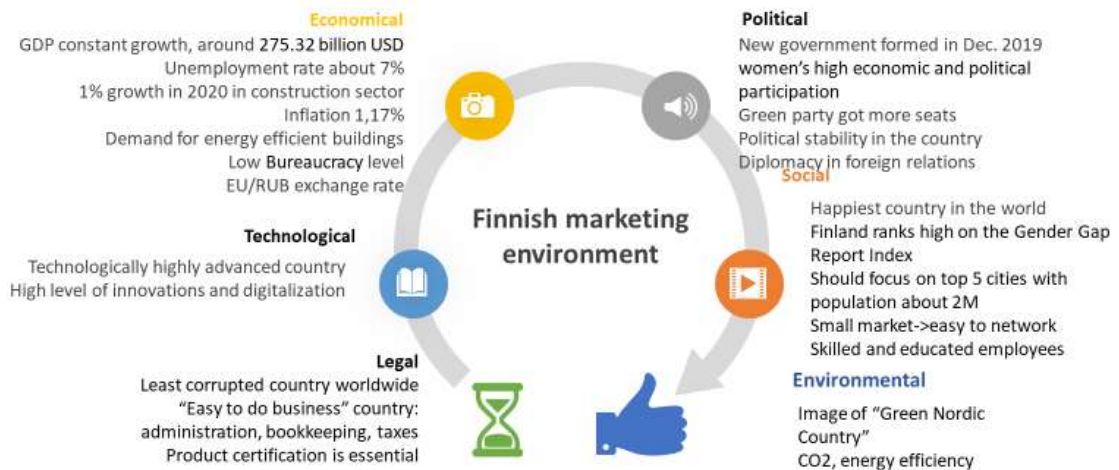 Economical
GDP constant growth, around 275.32 billion USD
Unemployment rate about 7%
1% growth in 2020 in construction sector
Inflation 1,17%
Demand for energy efficient buildings
Low Bureaucracy level
EU/RUB exchange rate
Political
New government formed in Dec. 2019
women's high economic and political
participation
Green party got more seats
Political stability in the country
Diplomacy in foreign relations
Finnish marketing
environment
Social
Happiest country in the world
Finland ranks high on the Gender Gap
Report Index
Should focus on top 5 cities with
population about 2M
Small market->easy to network
Skilled and educated employees
Technological
Technologically highly advanced country
High level of innovations and digitalization
Legal
Least corrupted country worldwide
“Easy to do business” country:
administration, bookkeeping, taxes
Product certification is essential
Environmental
Image of “Green Nordic
Country”
CO2, energy efficiency